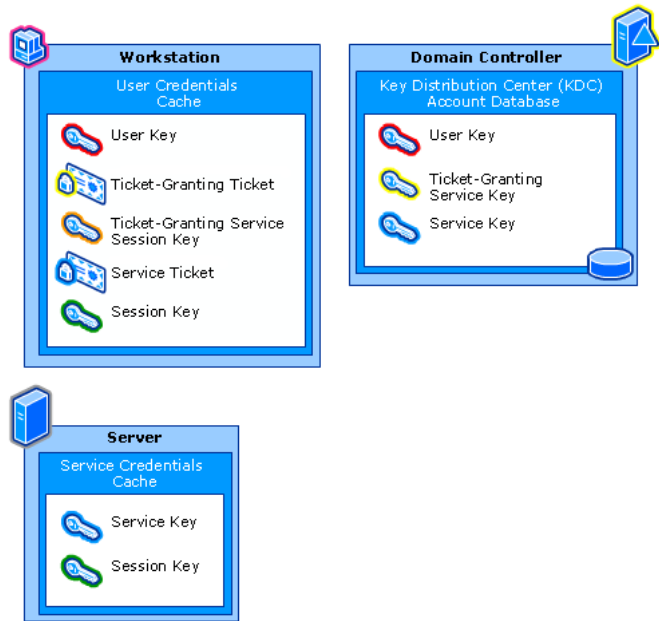 Workstation
User Credentials
Cache
User Key
Ticket-Granting Ticket
Ticket-Granting Service
Session Key
Service Ticket
Session Key
Domain Controller
Key Distribution Center (KDC)
Account Database
User Key
Ticket-Granting
Service Key
Service Key
Server
Service Credentials
Cache
Service Key
Session Key